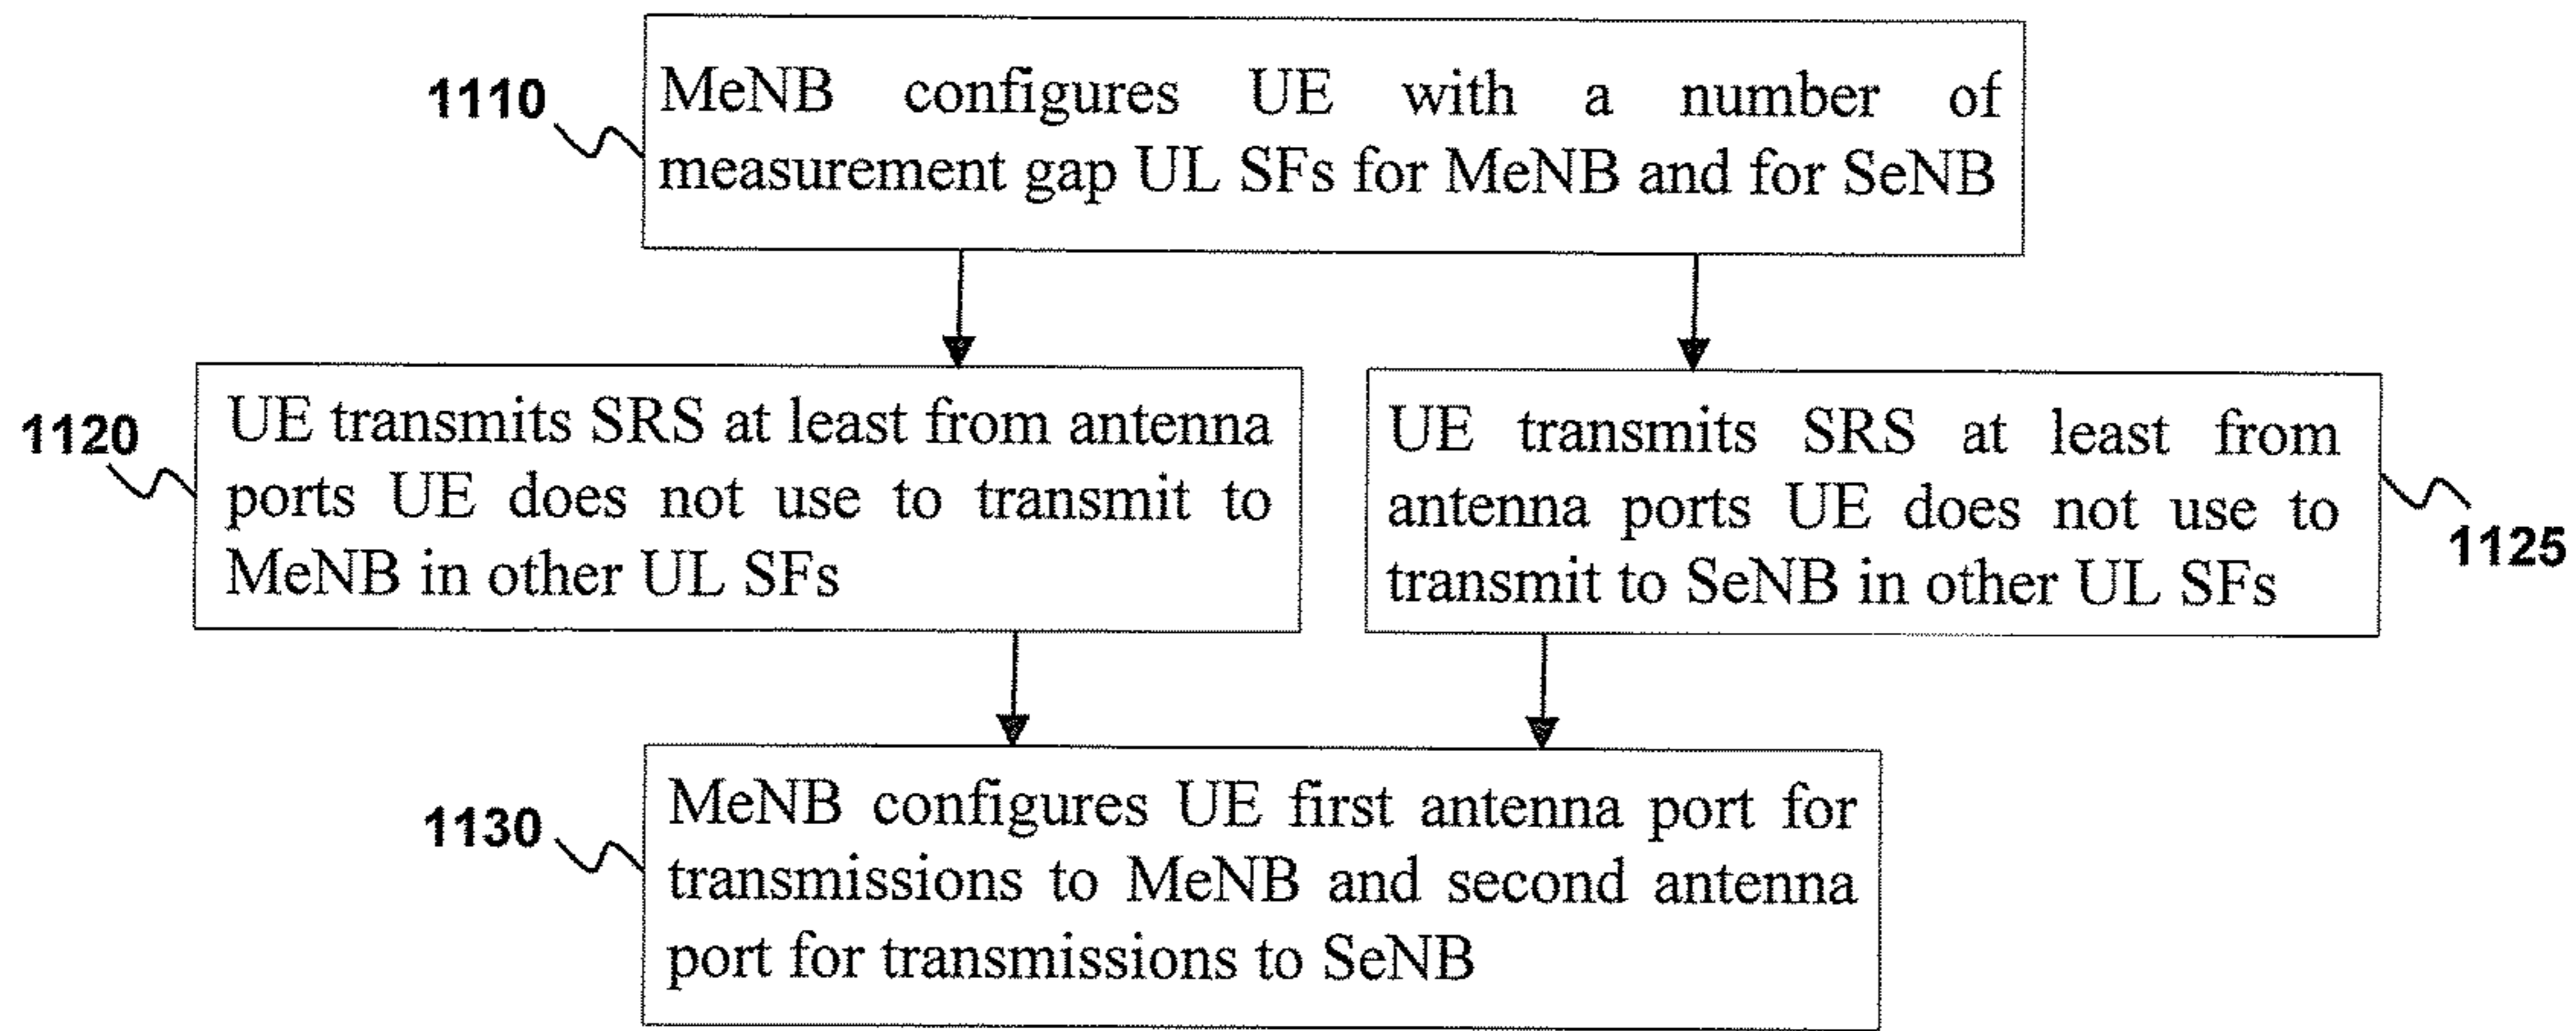 1110
MeNB configures UE with a number of
measurement gap UL SFs for MeNB and for SeNB
1120
UE transmits SRS at least from antenna
ports UE does not use to transmit to
MeNB in other UL SFs
UE transmits SRS at least from
antenna ports UE does not use to
transmit to SeNB in other UL SFs
1125
1130
MeNB configures UE first antenna port for
transmissions to MeNB and second antenna
port for transmissions to SeNB